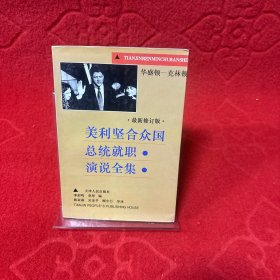 TIANJINRENMINCHUBANSHE
华盛顿—克林顿
·最新修订版·
美利坚合众国
总统就职·
演说全集·
天津人民出版社
TIANJIN PEOPLE'S PUBLISHING HOUSE